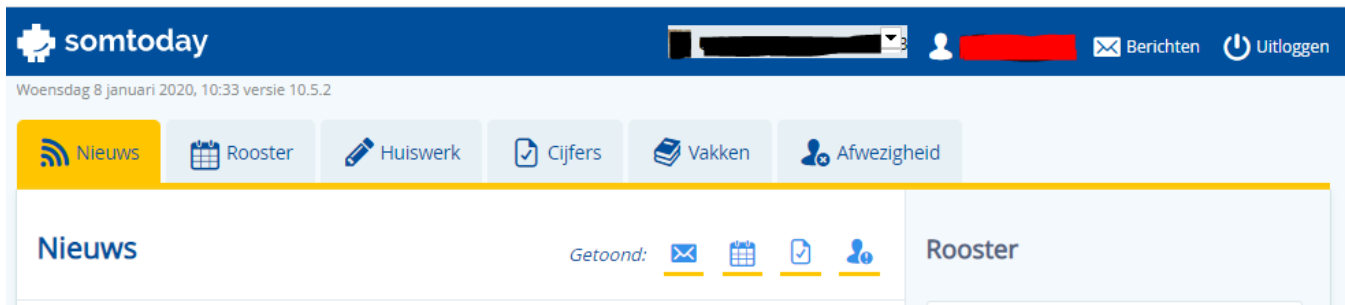 somtoday
Berichten Uitloggen
Woensdag 8 januari 2020, 10:33 versie 10.5.2
Nieuws Rooster Huiswerk Cijfers Vakken Afwezigheid
Nieuws Getoond: Rooster